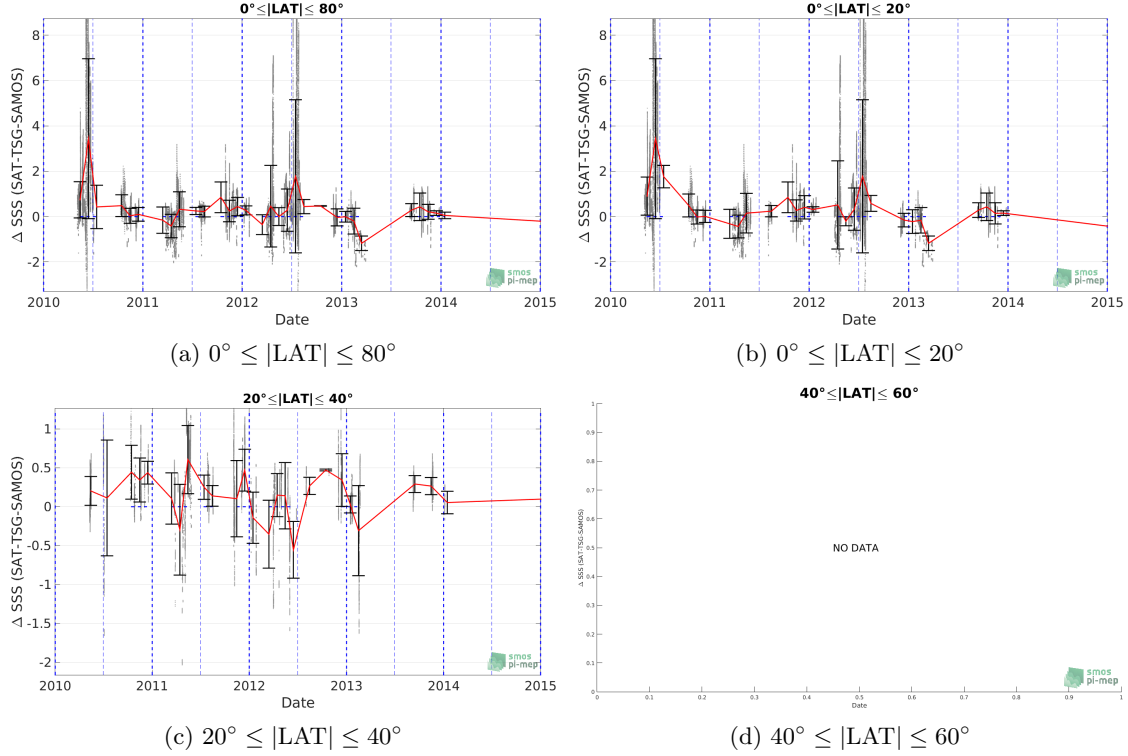 0°≤|LAT|≤ 80°
Δ SSS (SAT-TSG-SAMOS)
8
6
4
2
0
-2
2010 2011 2012 2013 2014 2015
Date
smos
pi-mep
(a) 0° ≤ |LAT| ≤ 80°
0°≤|LAT|≤ 20°
Δ SSS (SAT-TSG-SAMOS)
8
6
4
2
0
-2
2010 2011 2012 2013 2014 2015
Date
smos
pi-mep
(b) 0° ≤ |LAT| ≤ 20°
20°≤|LAT|≤ 40°
Δ SSS (SAT-TSG-SAMOS)
1
0.5
0
-0.5
-1
-1.5
-2
2010 2011 2012 2013 2014 2015
Date
smos
pi-mep
(c) 20° ≤ |LAT| ≤ 40°
40°≤|LAT|≤ 60°
Δ SSS (SAT-TSG-SAMOS)
1
0.9
0.8
0.7
0.6
0.5
0.4
0.3
0.2
0.1
0
NO DATA
0 0.1 0.2 0.3 0.4 0.5 0.6 0.7 0.8 0.9 1
Date
smos
pi-mep
(d) 40° ≤ |LAT| ≤ 60°